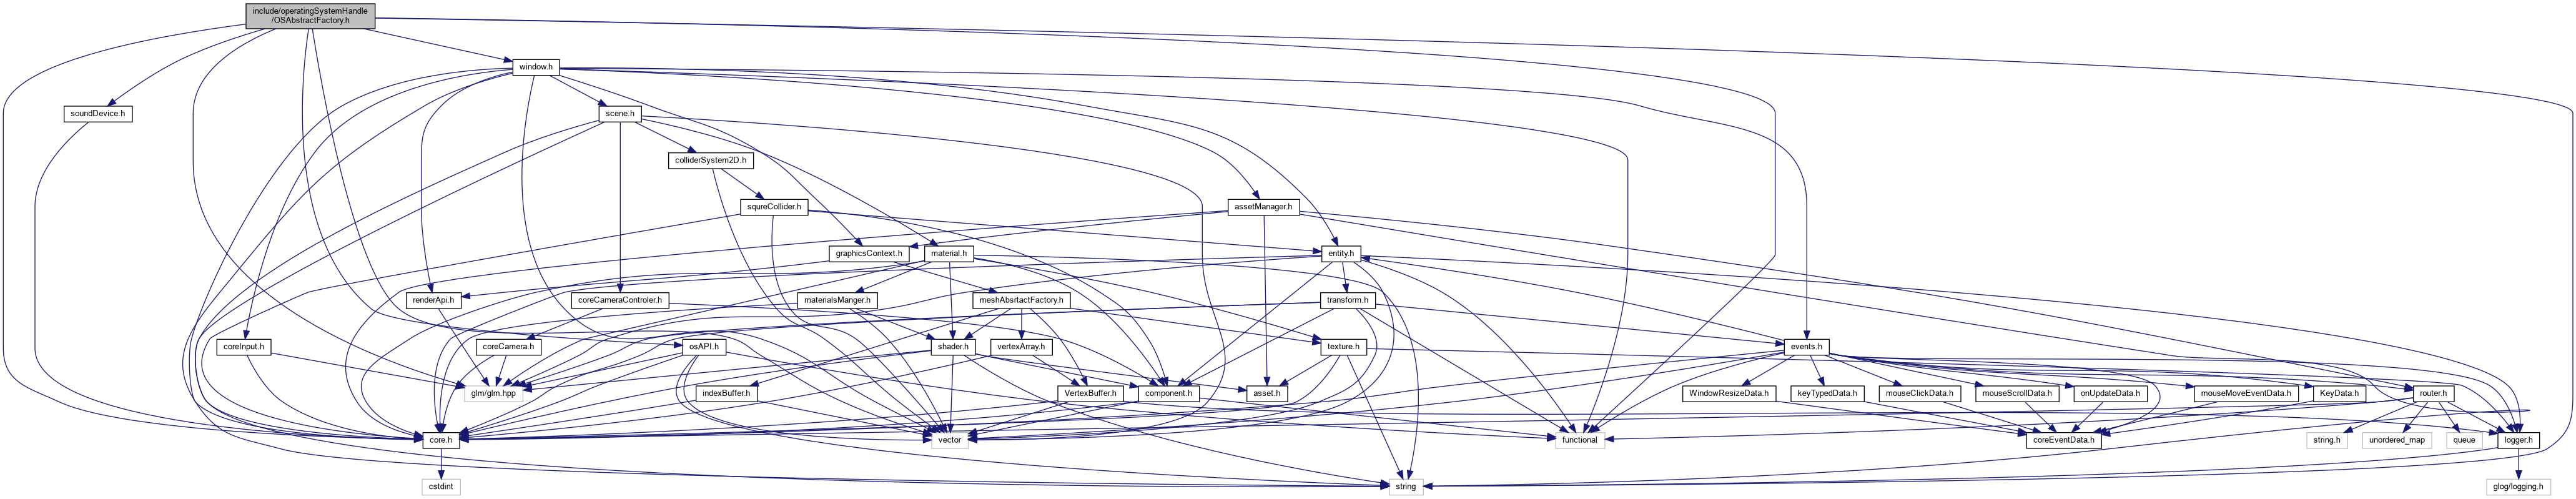 include/operatingSystemHandle
/OSAbstractFactory.h
window.h
soundDevice.h
scene.h
colliderSystem2D.h
squreCollider.h
assetManager.h
graphicsContext.h
material.h
entity.h
renderApi.h
coreCameraControler.h
materialsManger.h
meshAbsrtactFactory.h
transform.h
coreInput.h
coreCamera.h
osAPI.h
shader.h
vertexArray.h
texture.h
events.h
glm/glm.hpp
indexBuffer.h
VertexBuffer.h
component.h
asset.h
WindowResizeData.h
keyTypedData.h
mouseClickData.h
mouseScrollData.h
onUpdateData.h
mouseMoveEventData.h
KeyData.h
router.h
core.h
vector
functional
coreEventData.h
string.h
unordered_map
queue
logger.h
cstdint
string
glog/logging.h